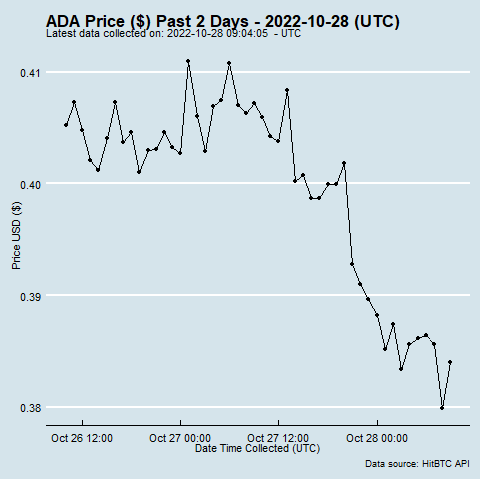 ADA Price ($) Past 2 Days - 2022-10-28 (UTC)
Latest data collected on: 2022-10-28 09:04:05 - UTC
0.41
0.40
0.39
0.38
Price USD ($)
Oct 26 12:00 Oct 27 00:00 Oct 27 12:00 Oct 28 00:00
Date Time Collected (UTC)
Data source: HitBTC API